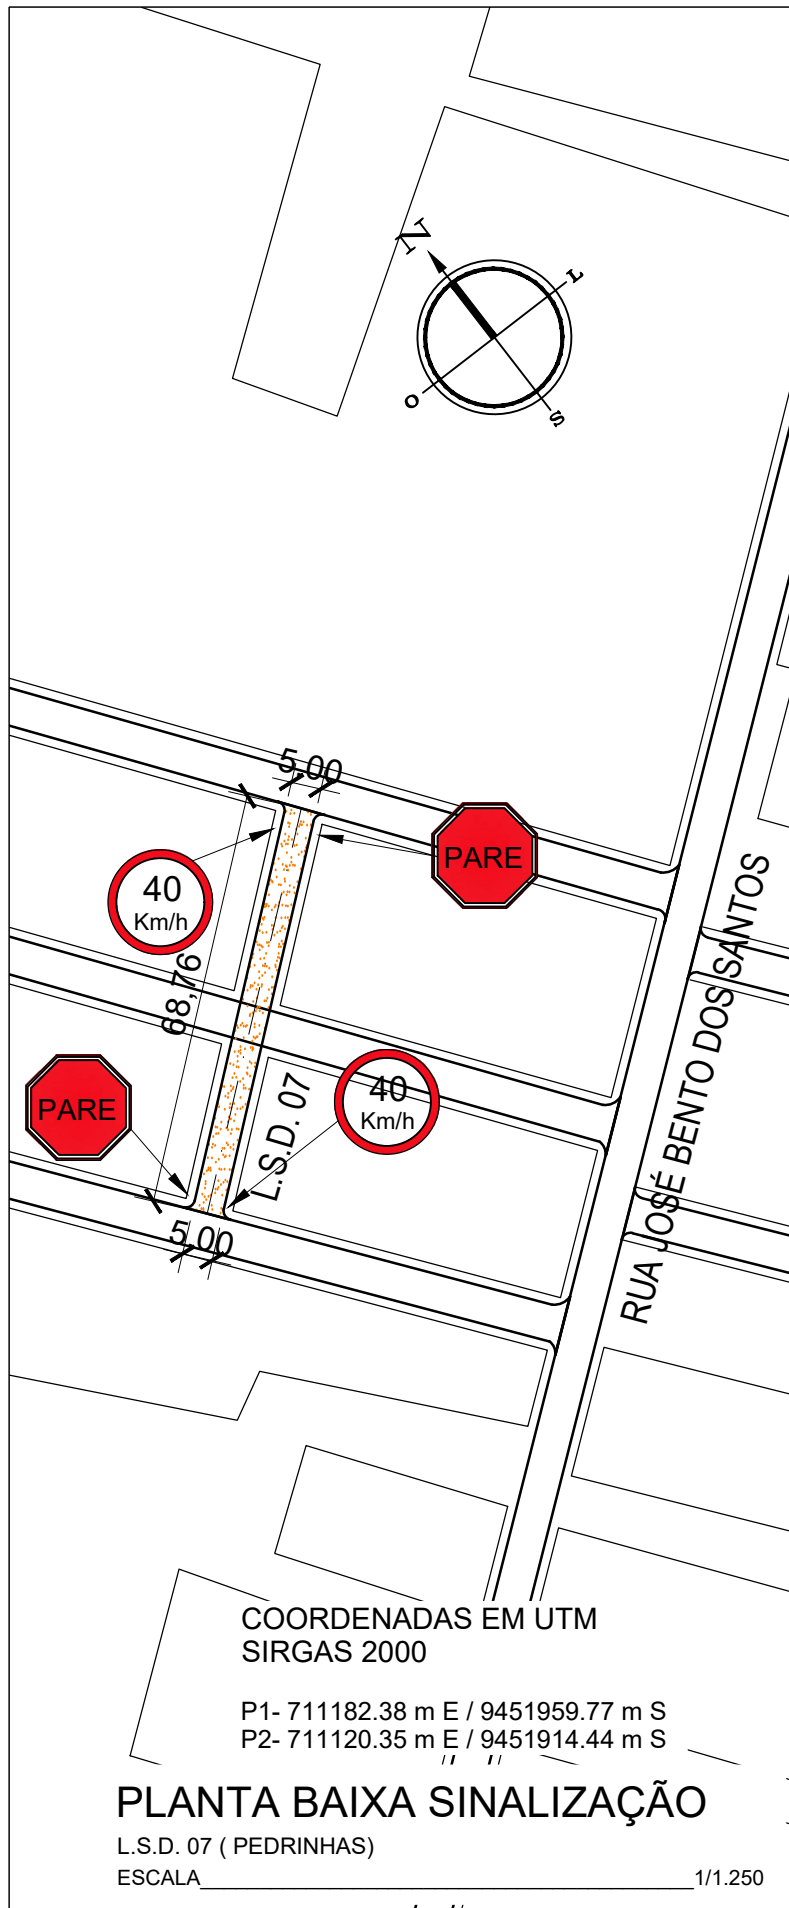 N
L
O
S
5,00
PARE
40
Km/h
68,76
RUA JOSÉ BENTO DOS SANTOS
40
Km/h
L.S.D. 07
PARE
5,00
COORDENADAS EM UTM
SIRGAS 2000
P1- 711182.38 m E / 9451959.77 m S
P2- 711120.35 m E / 9451914.44 m S
PLANTA BAIXA SINALIZAÇÃO
L.S.D. 07 ( PEDRINHAS)
ESCALA__________________________________________1/1.250